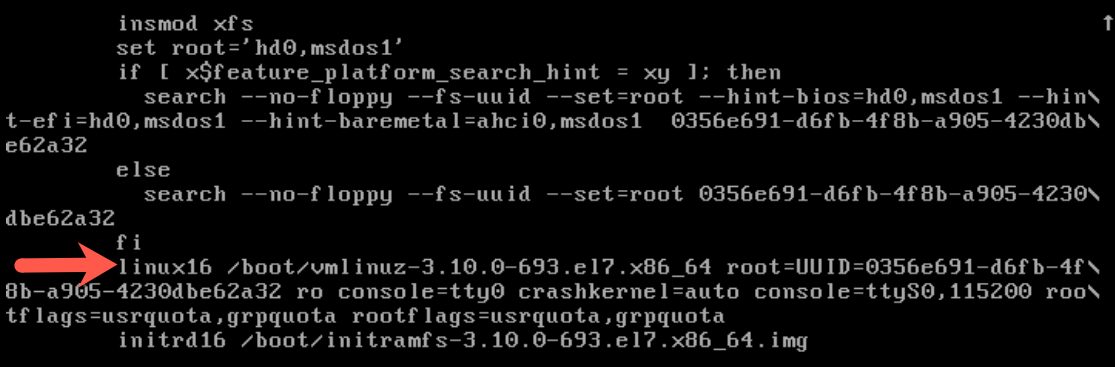 insmod xfs
set root='hd0,msdos1'
if [ x$feature_platform_search_hint = xy ]; then
search --no-floppy --fs-uuid --set=root --hint-bios=hd0,msdos1 --hin\
t-efi=hd0,msdos1 --hint-baremetal=ahci0,msdos1  0356e691-d6fb-4f8b-a905-4230db\
e62a32
else
search --no-floppy --fs-uuid --set=root 0356e691-d6fb-4f8b-a905-4230\
dbe62a32
fi
linux16 /boot/vmlinuz-3.10.0-693.el7.x86_64 root=UUID=0356e691-d6fb-4f\
8b-a905-4230dbe62a32 ro console=tty0 crashkernel=auto console=ttyS0,115200 roo\
tflags=usrquota,grpquota rootflags=usrquota,grpquota
initrd16 /boot/initramfs-3.10.0-693.el7.x86_64.img